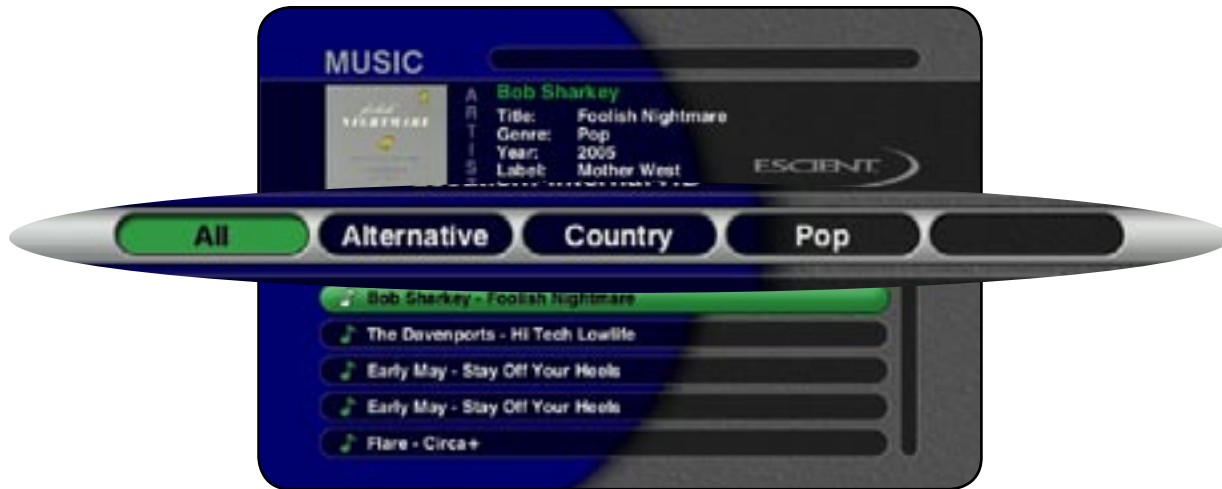 MUSIC
ARTIST
Bob Sharkey
Title: Foolish Nightmare
Genre: Pop
Year: 2005
Label: Mother West
NIGHTMARE
ESCIENT
All Alternative Country Pop
Bob Sharkey - Foolish Nightmare
The Davenports - Hi Tech Lowlife
Early May - Stay Off Your Heels
Early May - Stay Off Your Heels
Flare - Circa+